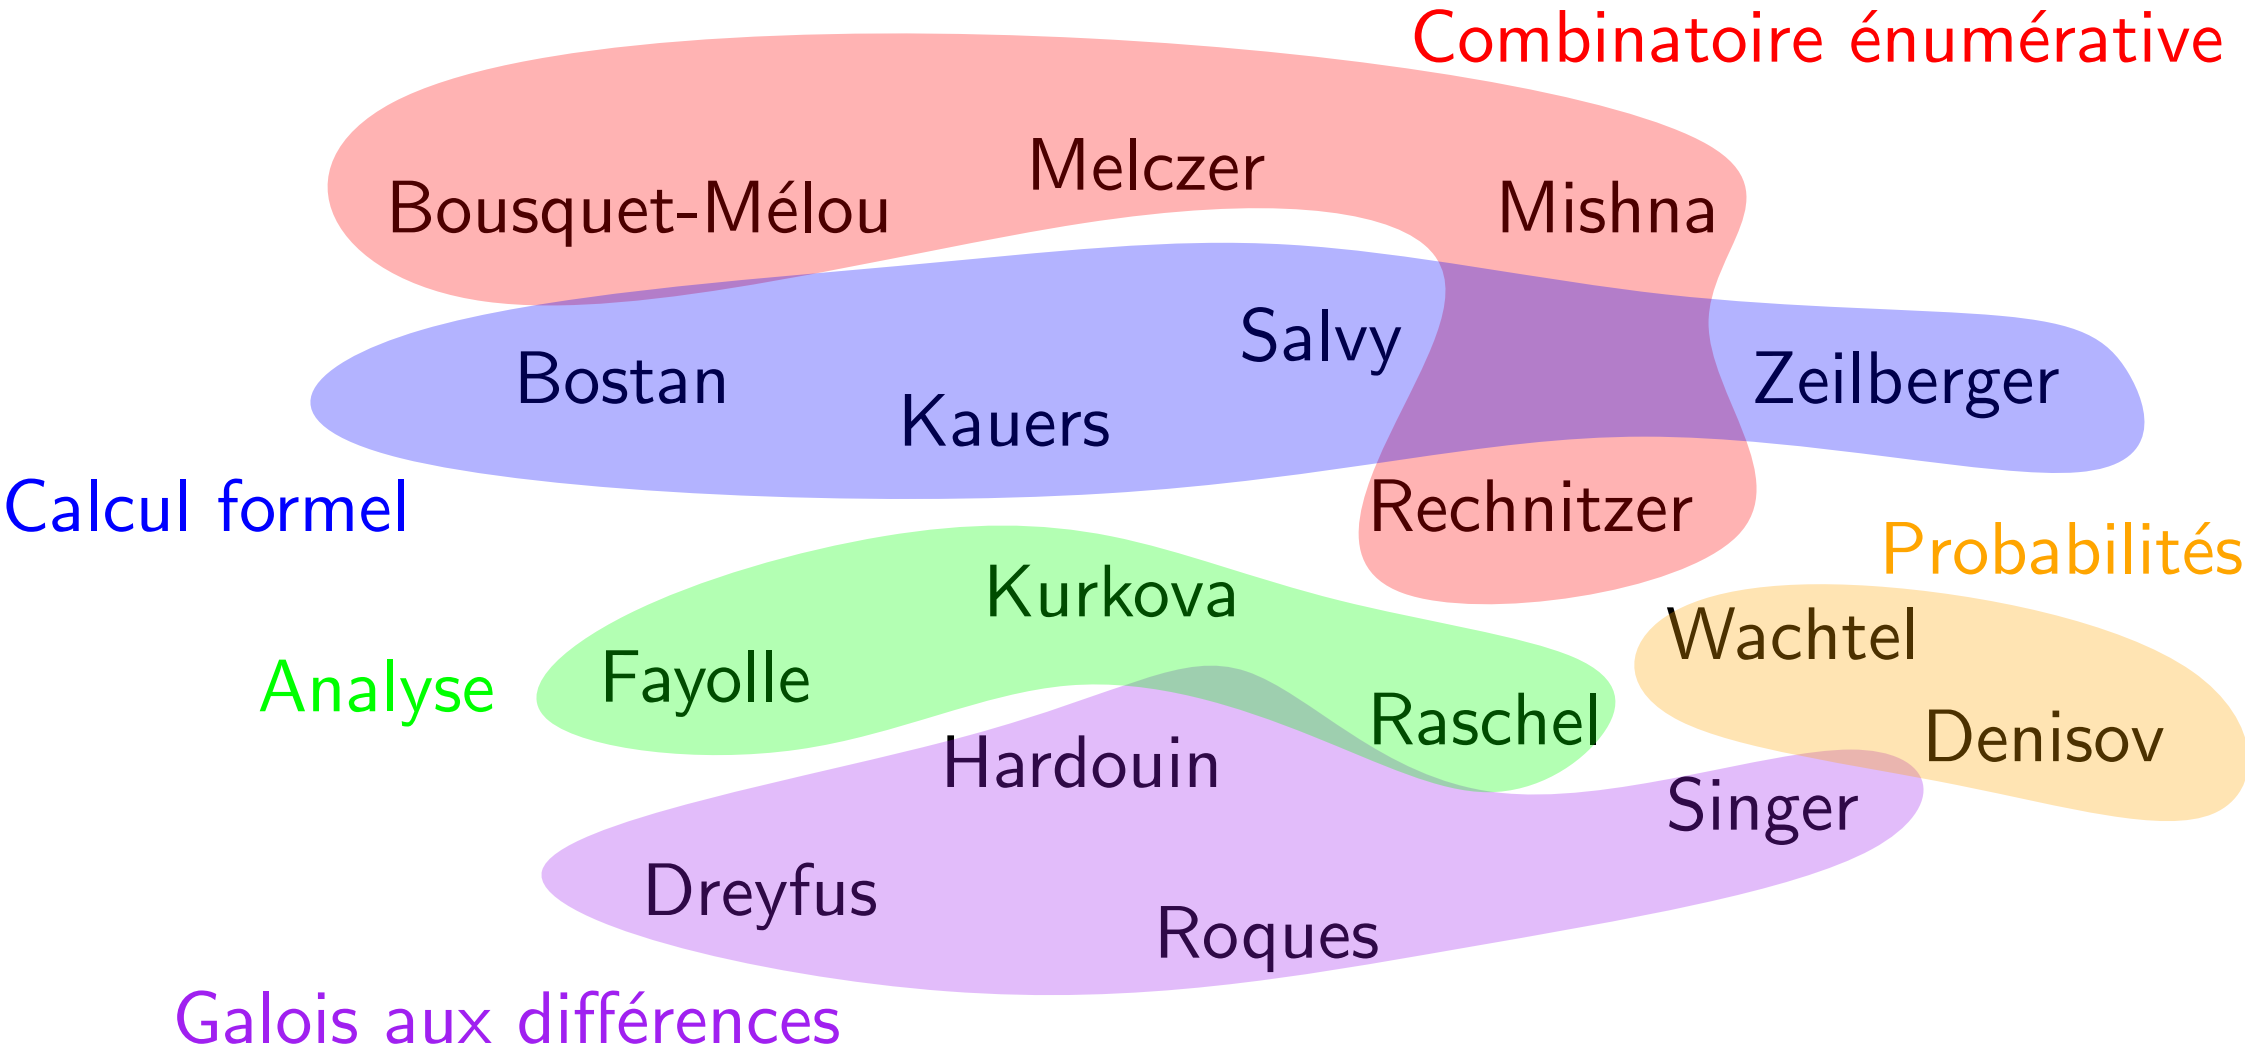 Combinatoire énumérative
Melczer
Bousquet-Mélou
Mishna
Salvy
Bostan
Zeilberger
Kauers
Calcul formel
Rechnitzer
Probabilités
Kurkova
Wachtel
Fayolle
Analyse
Raschel
Denisov
Hardouin
Singer
Dreyfus
Roques
Galois aux différences